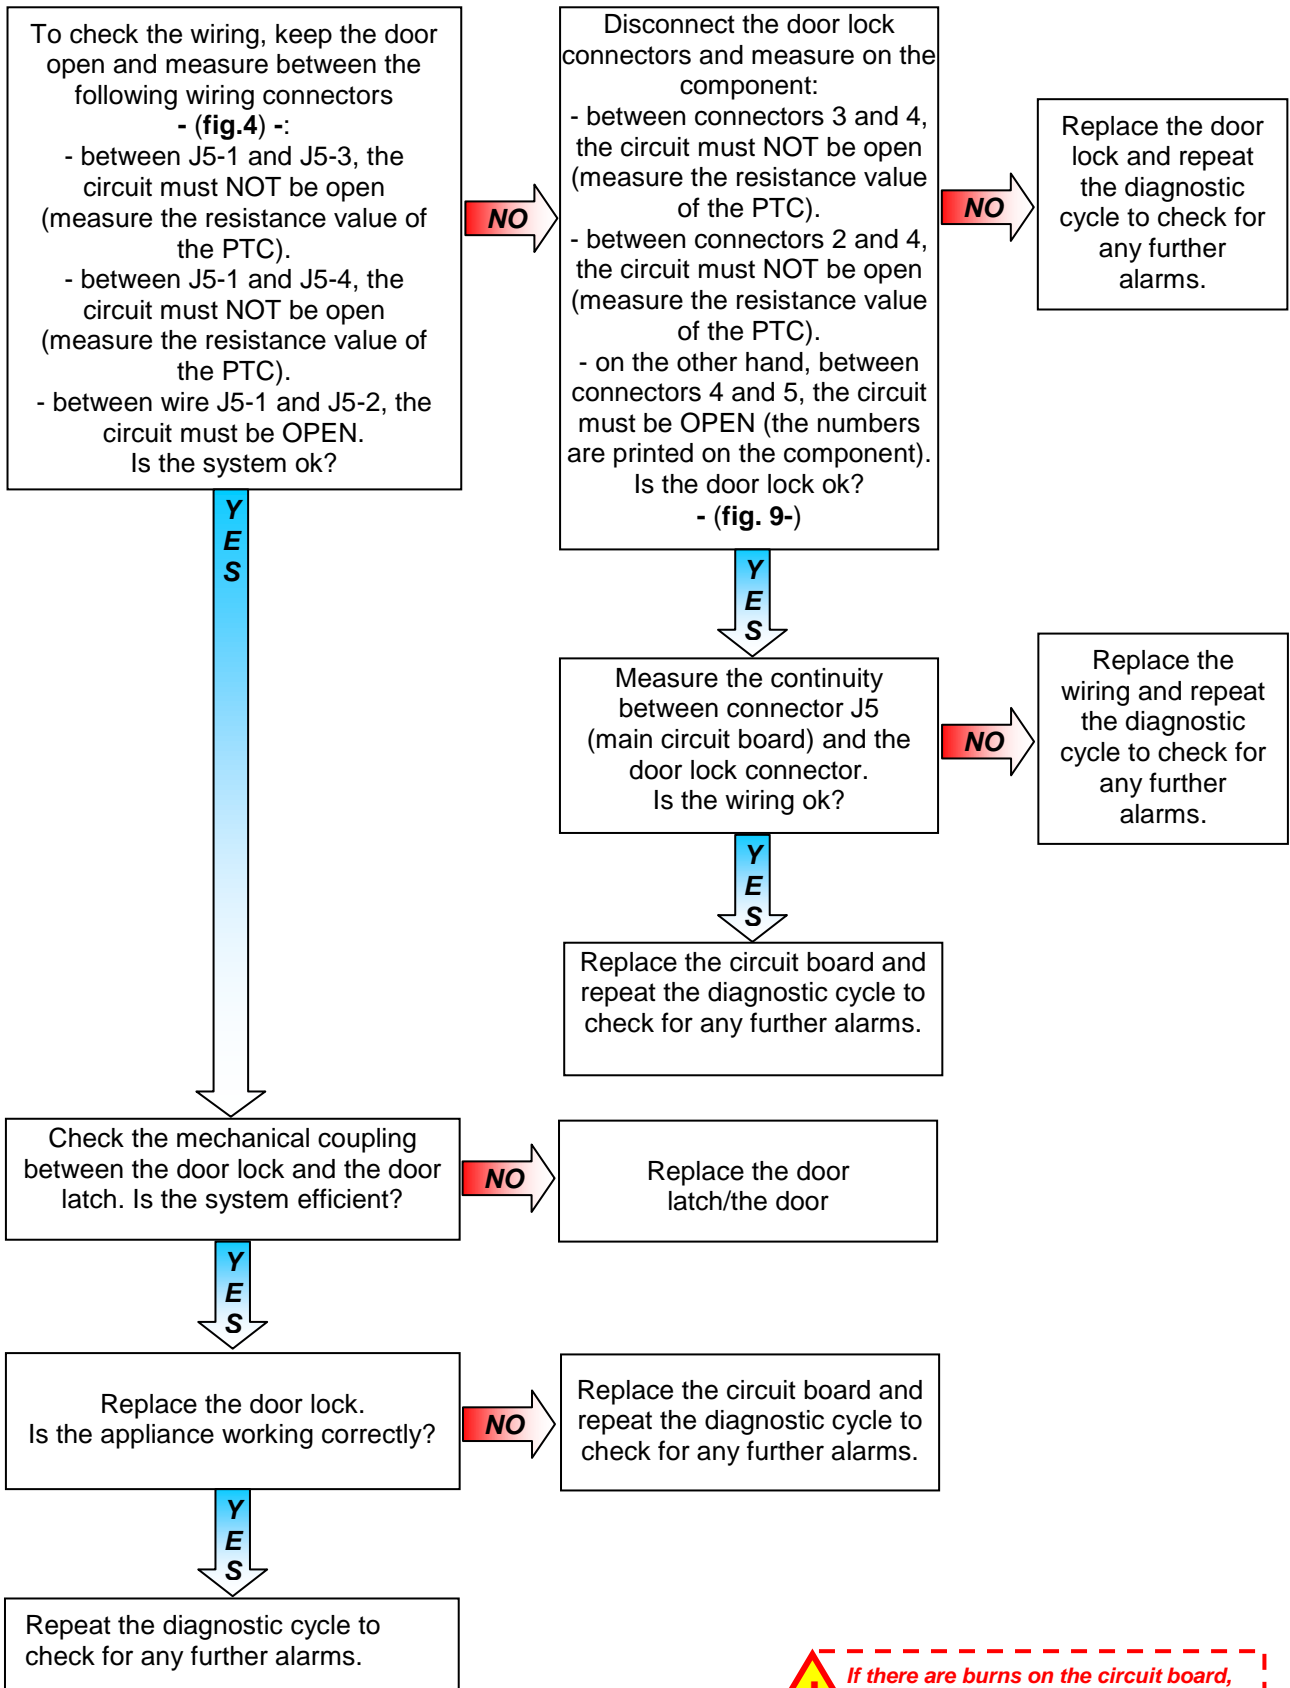 To check the wiring, keep the door
open and measure between the
following wiring connectors
- (fig.4) -:
- between J5-1 and J5-3, the
circuit must NOT be open
(measure the resistance value of
the PTC).
- between J5-1 and J5-4, the
circuit must NOT be open
(measure the resistance value of
the PTC).
- between wire J5-1 and J5-2, the
circuit must be OPEN.
Is the system ok?
NO
Disconnect the door lock
connectors and measure on the
component:
- between connectors 3 and 4,
the circuit must NOT be open
(measure the resistance value
of the PTC).
- between connectors 2 and 4,
the circuit must NOT be open
(measure the resistance value
of the PTC).
- on the other hand, between
connectors 4 and 5, the circuit
must be OPEN (the numbers
are printed on the component).
Is the door lock ok?
- (fig. 9-)
NO
Replace the door
lock and repeat
the diagnostic
cycle to check for
any further
alarms.
YES
YES
Measure the continuity
between connector J5
(main circuit board) and the
door lock connector.
Is the wiring ok?
NO
Replace the
wiring and repeat
the diagnostic
cycle to check for
any further
alarms.
YES
Replace the circuit board and
repeat the diagnostic cycle to
check for any further alarms.
Check the mechanical coupling
between the door lock and the door
latch. Is the system efficient?
NO
Replace the door
latch/the door
YES
Replace the door lock.
Is the appliance working correctly?
NO
Replace the circuit board and
repeat the diagnostic cycle to
check for any further alarms.
YES
Repeat the diagnostic cycle to
check for any further alarms.
If there are burns on the circuit board,